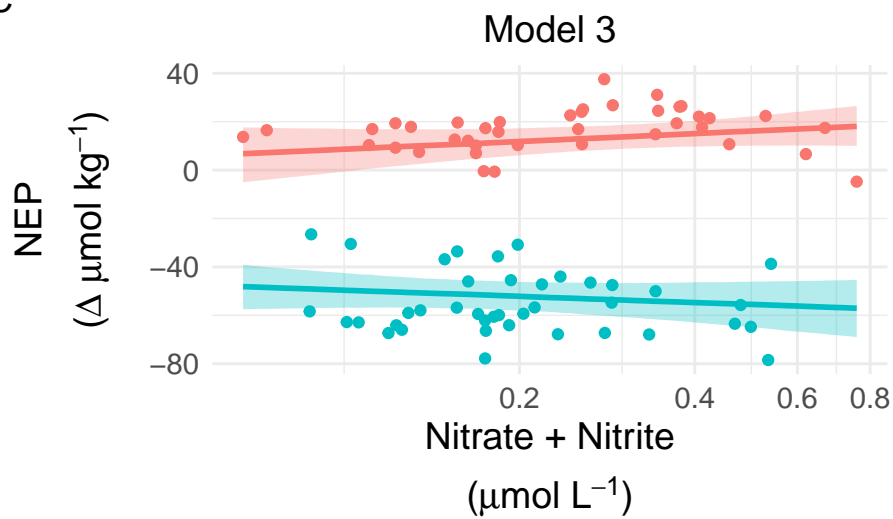 Model 3
40
0
−40
−80
NEP
(Δ μmol kg⁻¹)
0.2 0.4 0.6 0.8
Nitrate + Nitrite
(μmol L⁻¹)